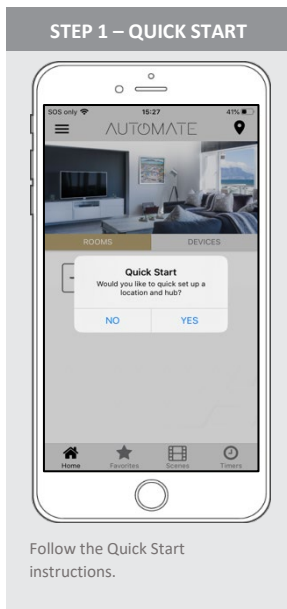 STEP 1 – QUICK START
SOS only 15:27 41%
AUTOMATE
ROOMS DEVICES
Quick Start
Would you like to quick set up a
location and hub?
NO YES
Home Favorites Scenes Timers
Follow the Quick Start
instructions.